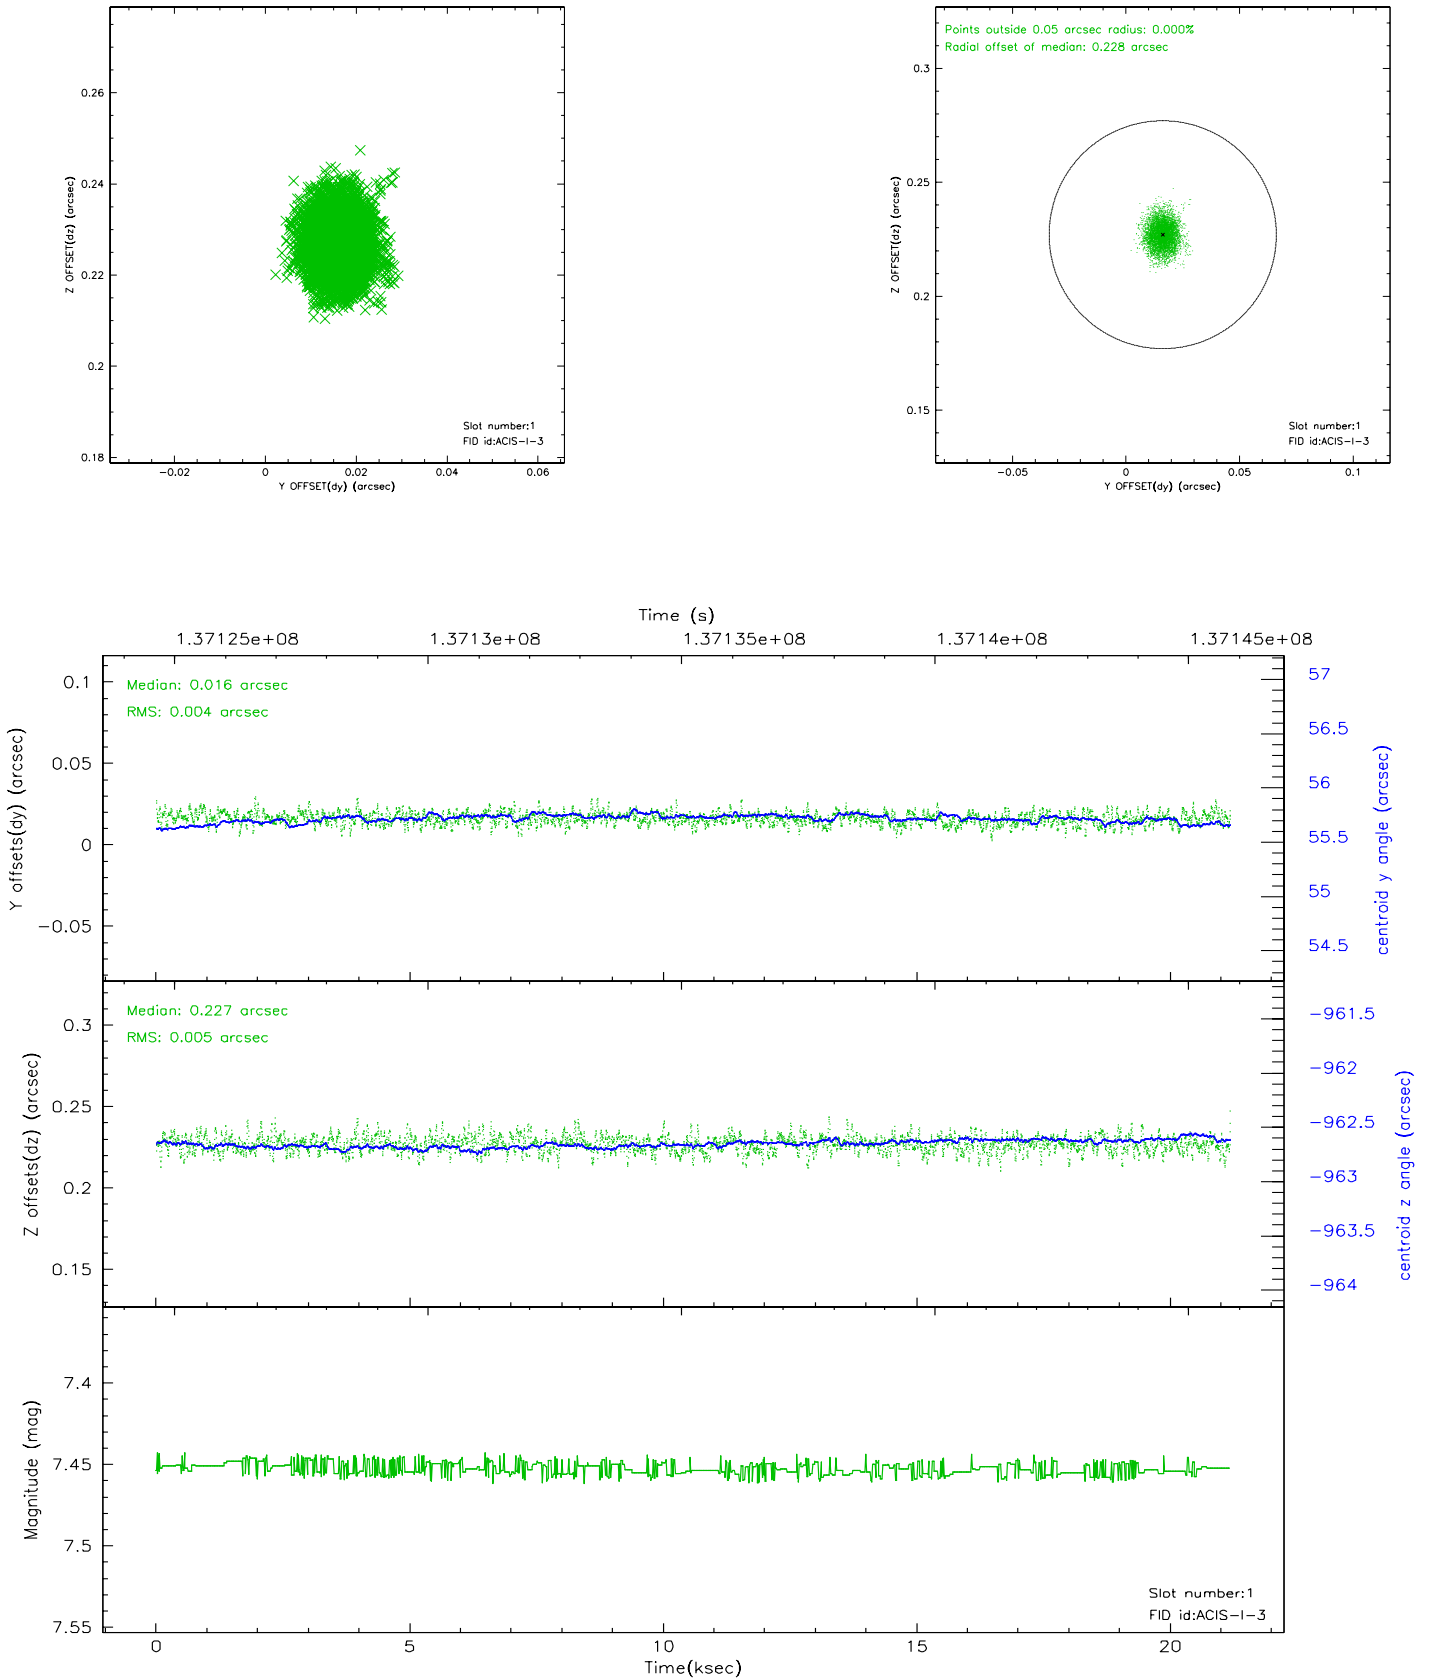 0.26
0.24
0.22
0.2
0.18
Z OFFSET(dz) (arcsec)
Slot number:1
FID id:ACIS-I-3
-0.02 0 0.02 0.04 0.06
Y OFFSET(dy) (arcsec)
Points outside 0.05 arcsec radius: 0.000%
Radial offset of median: 0.228 arcsec
0.3
0.25
0.2
0.15
Z OFFSET(dz) (arcsec)
Slot number:1
FID id:ACIS-I-3
-0.05 0 0.05 0.1
Y OFFSET(dy) (arcsec)
Time (s)
1.37125e+08 1.3713e+08 1.37135e+08 1.3714e+08 1.37145e+08
Median: 0.016 arcsec
RMS: 0.004 arcsec
0.1
0.05
0
-0.05
Y offsets(dy) (arcsec)
57
56.5
56
55.5
55
54.5
centroid y angle (arcsec)
Median: 0.227 arcsec
RMS: 0.005 arcsec
0.3
0.25
0.2
0.15
Z offsets(dz) (arcsec)
-961.5
-962
-962.5
-963
-963.5
-964
centroid z angle (arcsec)
7.4
7.45
7.5
7.55
Magnitude (mag)
Slot number:1
FID id:ACIS-I-3
0 5 10 15 20
Time(ksec)